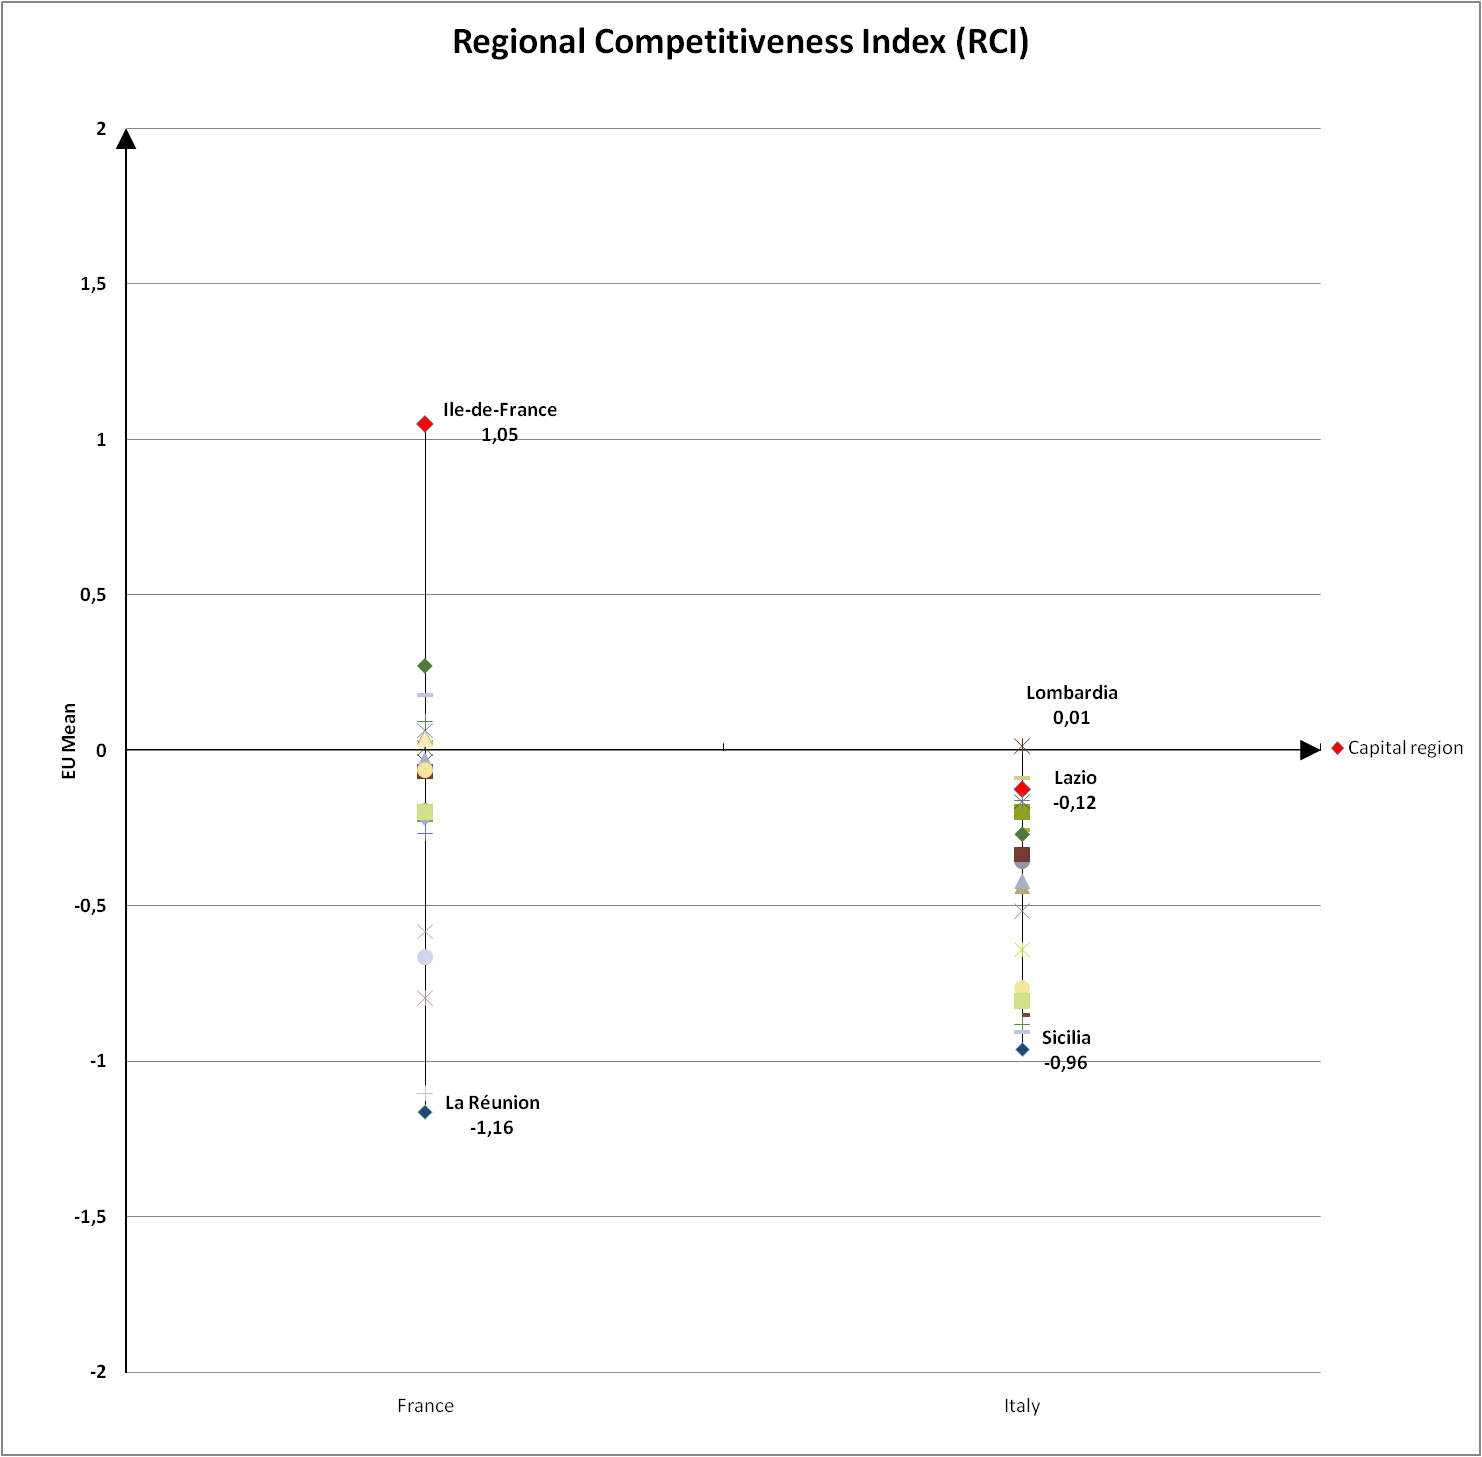 Regional Competitiveness Index (RCI)
2
1,5
1
0,5
0
-0,5
-1
-1,5
-2
EU Mean
Ile-de-France
1,05
La Réunion
-1,16
Lombardia
0,01
Lazio
-0,12
Sicilia
-0,96
Capital region
France
Italy